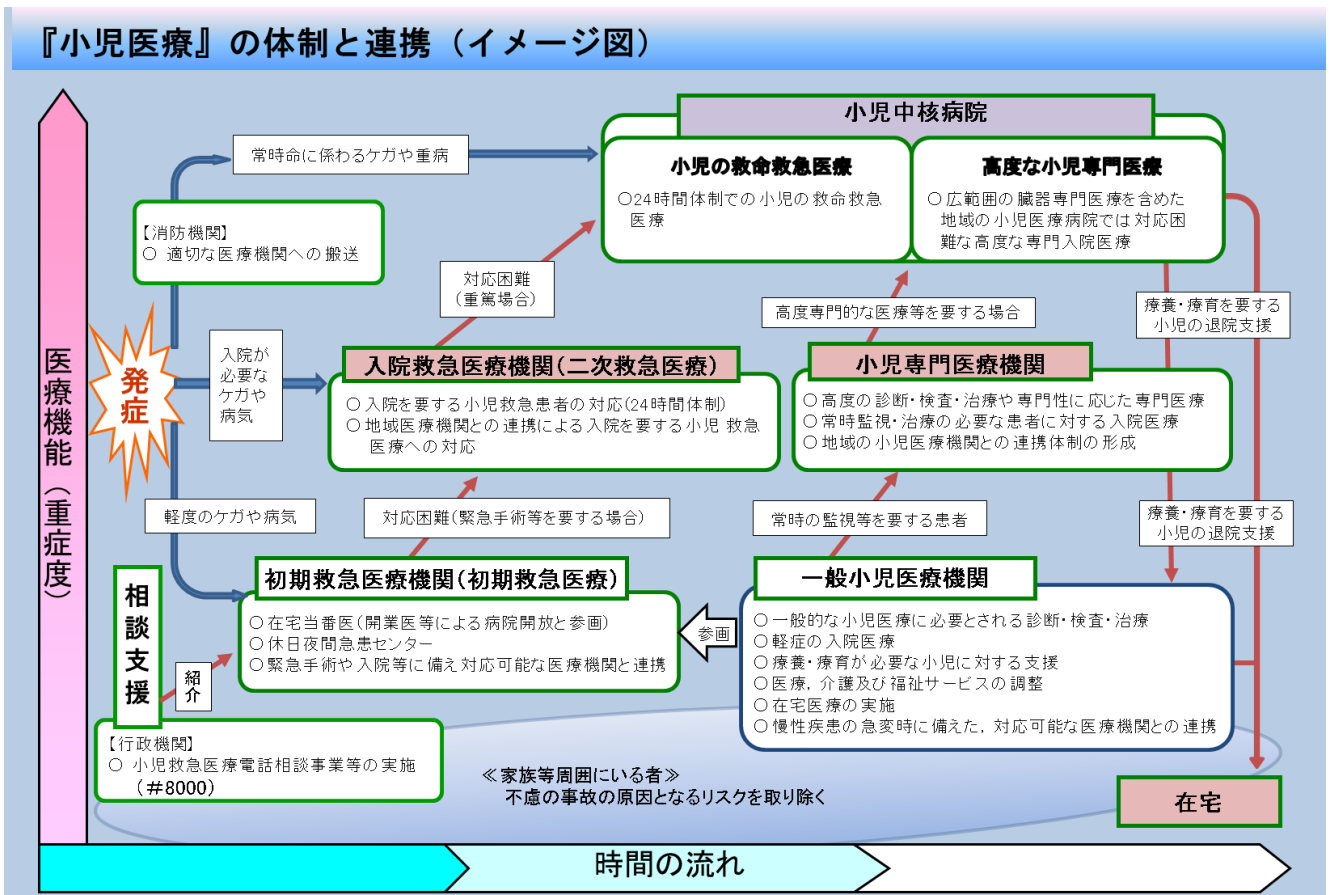 『小児医療』の体制と連携（イメージ図）
小児中核病院
小児の救命救急医療
○24時間体制での小児の救命救急
医療
高度な小児専門医療
○広範囲の臓器専門医療を含めた
地域の小児医療病院では対応困
難な高度な専門入院医療
常時命に係わるケガや重病
【消防機関】
○ 適切な医療機関への搬送
対応困難
（重篤場合）
高度専門的な医療等を要する場合
療養・療育を要する
小児の退院支援
医療機能（重症度）
発症
入院が
必要な
ケガや
病気
入院救急医療機関(二次救急医療)
○入院を要する小児救急患者の対応(24時間体制)
○地域医療機関との連携による入院を要する小児 救急
医療への対応
小児専門医療機関
○高度の診断・検査・治療や専門性に応じた専門医療
○常時監視・治療の必要な患者に対する入院医療
○地域の小児医療機関との連携体制の形成
軽度のケガや病気
対応困難(緊急手術等を要する場合)
常時の監視等を要する患者
療養・療育を要する
小児の退院支援
相談支援
紹介
初期救急医療機関(初期救急医療)
○在宅当番医(開業医等による病院開放と参画)
○休日夜間急患センター
○緊急手術や入院等に備え対応可能な医療機関と連携
参画
一般小児医療機関
○一般的な小児医療に必要とされる診断・検査・治療
○軽症の入院医療
○療養・療育が必要な小児に対する支援
○医療，介護及び福祉サービスの調整
○在宅医療の実施
○慢性疾患の急変時に備えた，対応可能な医療機関との連携
【行政機関】
○ 小児救急医療電話相談事業等の実施
（＃8000）
≪家族等周囲にいる者≫
不慮の事故の原因となるリスクを取り除く
在宅
時間の流れ